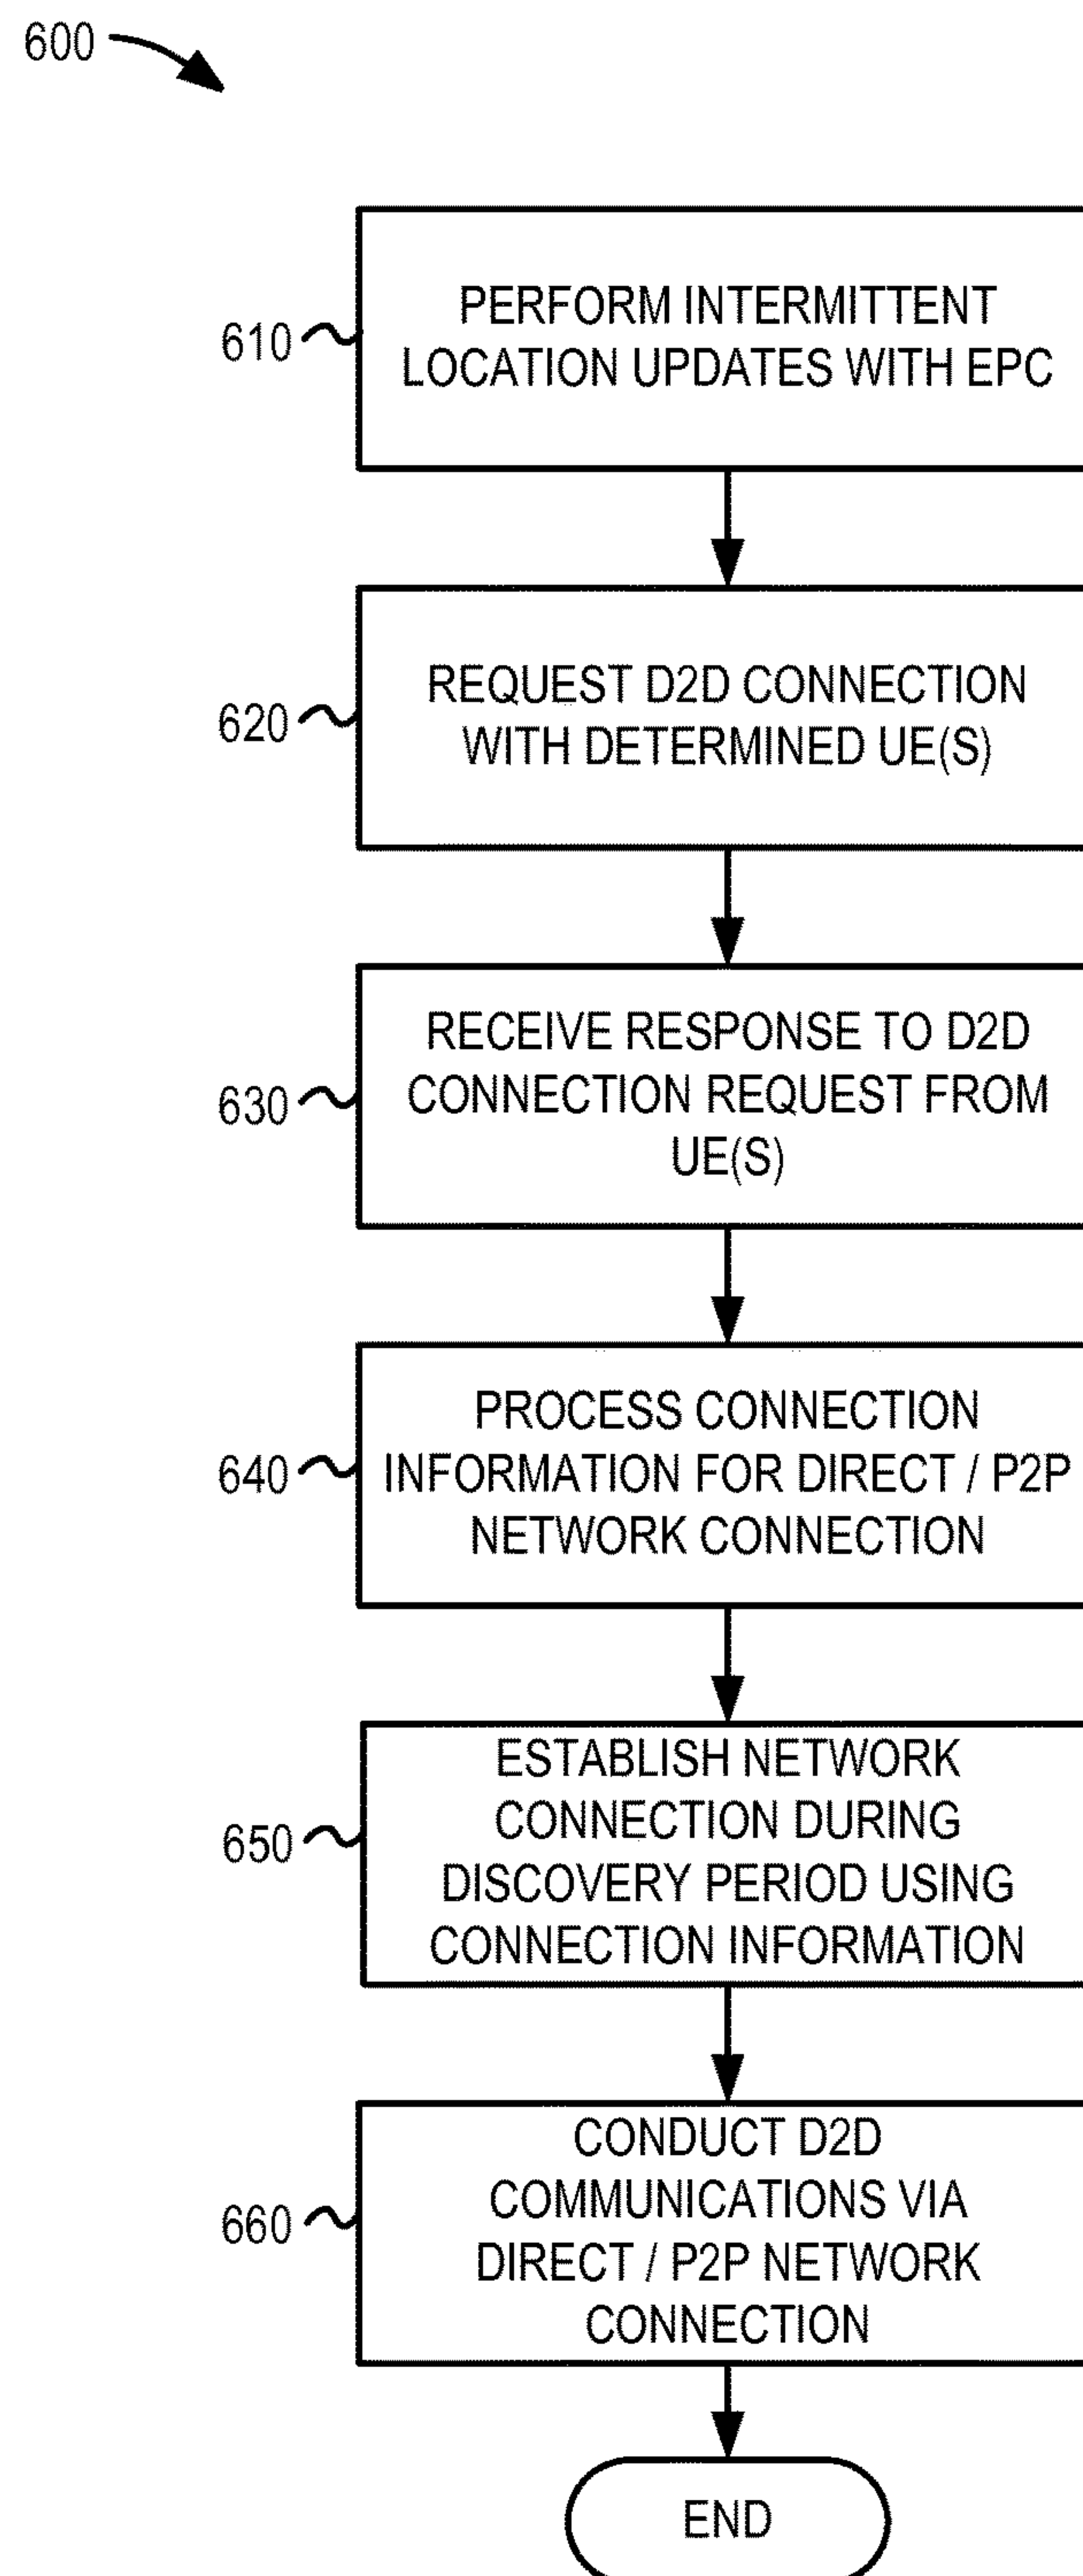 600
610
PERFORM INTERMITTENT
LOCATION UPDATES WITH EPC
620
REQUEST D2D CONNECTION
WITH DETERMINED UE(S)
630
RECEIVE RESPONSE TO D2D
CONNECTION REQUEST FROM
UE(S)
640
PROCESS CONNECTION
INFORMATION FOR DIRECT / P2P
NETWORK CONNECTION
650
ESTABLISH NETWORK
CONNECTION DURING
DISCOVERY PERIOD USING
CONNECTION INFORMATION
660
CONDUCT D2D
COMMUNICATIONS VIA
DIRECT / P2P NETWORK
CONNECTION
END